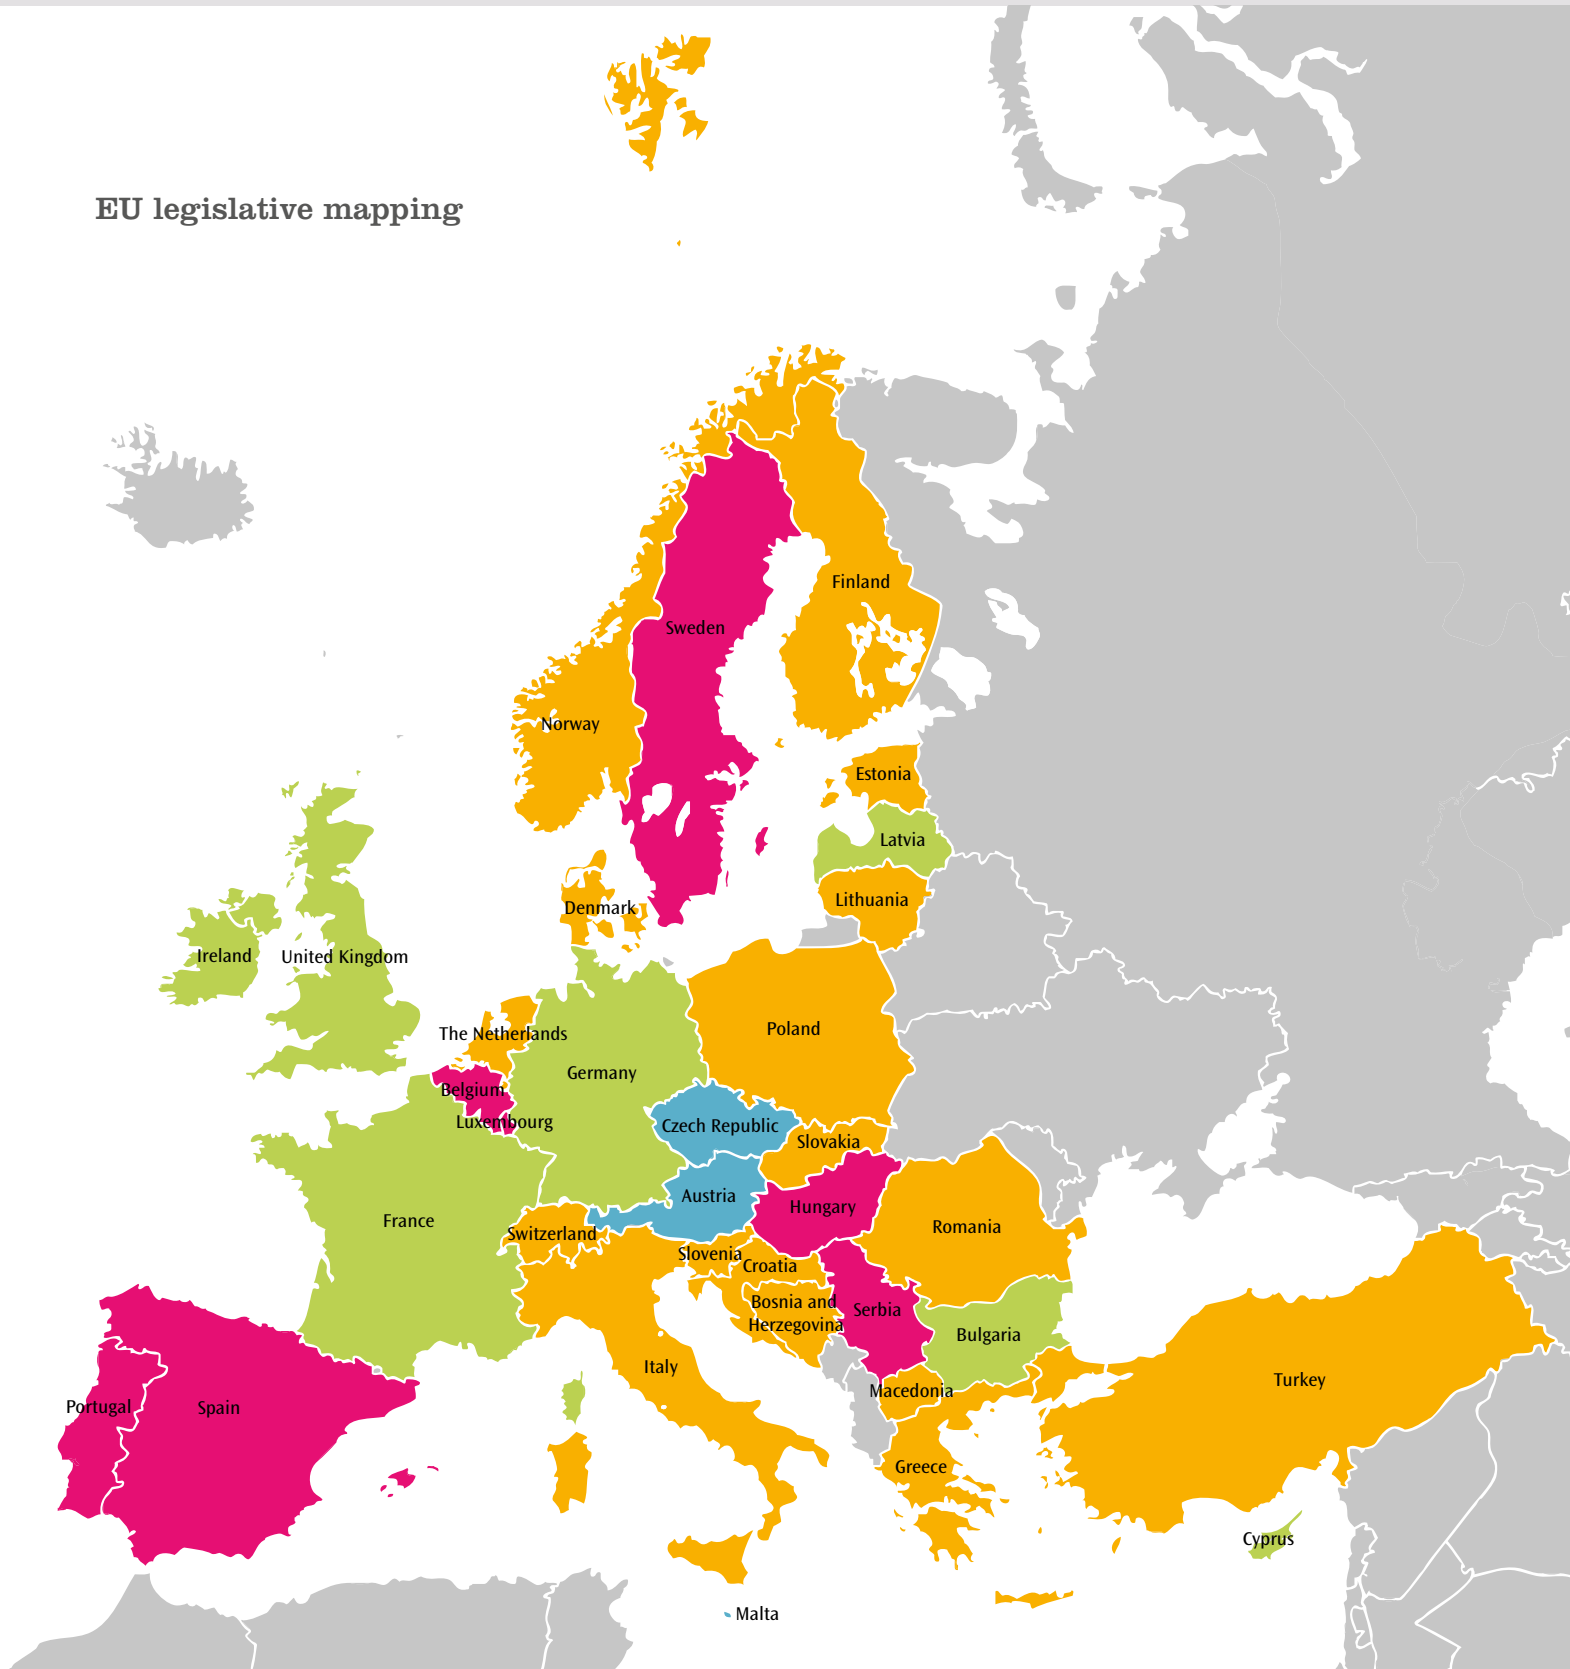 EU legislative mapping
Finland
Sweden
Norway
Estonia
Latvia
Lithuania
Denmark
Ireland
United Kingdom
The Netherlands
Poland
Germany
Belgium
Luxembourg
Czech Republic
Slovakia
Austria
Hungary
France
Switzerland
Romania
Slovenia
Croatia
Bosnia and
Herzegovina
Serbia
Bulgaria
Italy
Turkey
Macedonia
Portugal
Spain
Greece
Cyprus
Malta